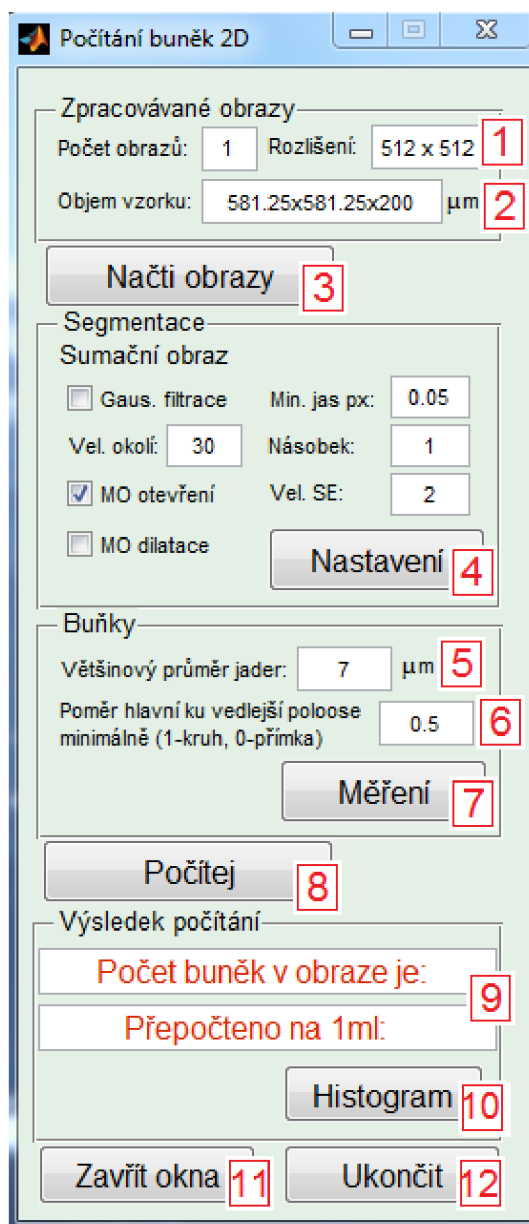 Počítání buněk 2D
Zpracovávané obrazy
Počet obrazů: 1 Rozlišení: 512 x 512 1
Objem vzorku: 581.25x581.25x200 µm 2
Načti obrazy 3
Segmentace
Sumační obraz
Gaus. filtrace Min. jas px: 0.05
Vel. okolí: 30 Násobek: 1
MO otevření Vel. SE: 2
MO dilatace Nastavení 4
Buňky
Většinový průměr jader: 7 µm 5
Poměr hlavní ku vedlejší poloose
minimálně (1-kruh, 0-přímka) 0.5 6
Měření 7
Počítej 8
Výsledek počítání
Počet buněk v obraze je: 9
Přepočteno na 1ml:
Histogram 10
Zavřít okna 11 Ukončit 12